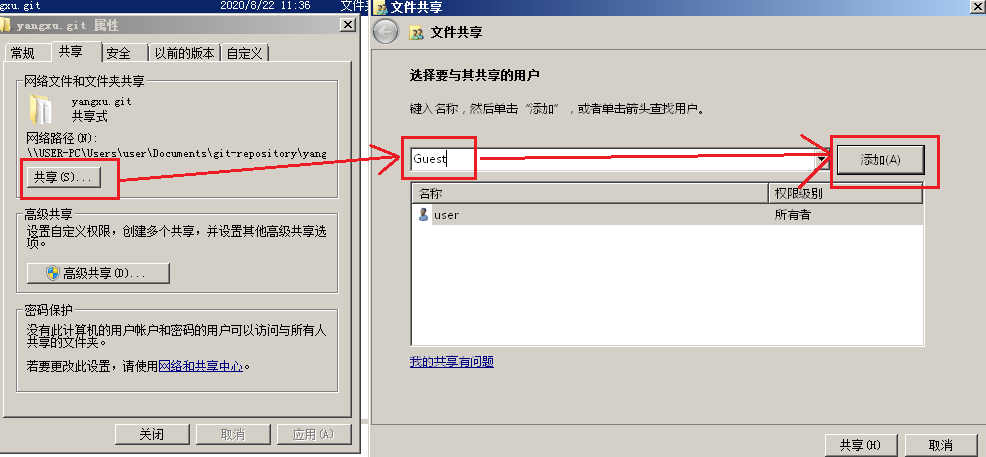 gxu.git 2020/8/22 11:36 文件
yangxu.git 属性
常规 共享 安全 以前的版本 自定义
网络文件和文件夹共享
yangxu.git
共享式
网络路径(N):
\\USER-PC\Users\user\Documents\git-repository\yang
共享(S)...
高级共享
设置自定义权限，创建多个共享，并设置其他高级共享选
项。
高级共享(D)...
密码保护
没有此计算机的用户帐户和密码的用户可以访问与所有人
共享的文件夹。
若要更改此设置，请使用网络和共享中心。
关闭 取消 应用(A)
文件共享
文件共享
选择要与其共享的用户
键入名称，然后单击“添加”，或者单击箭头查找用户。
Guest 添加(A)
名称 权限级别
user 所有者
我的共享有问题
共享(H) 取消